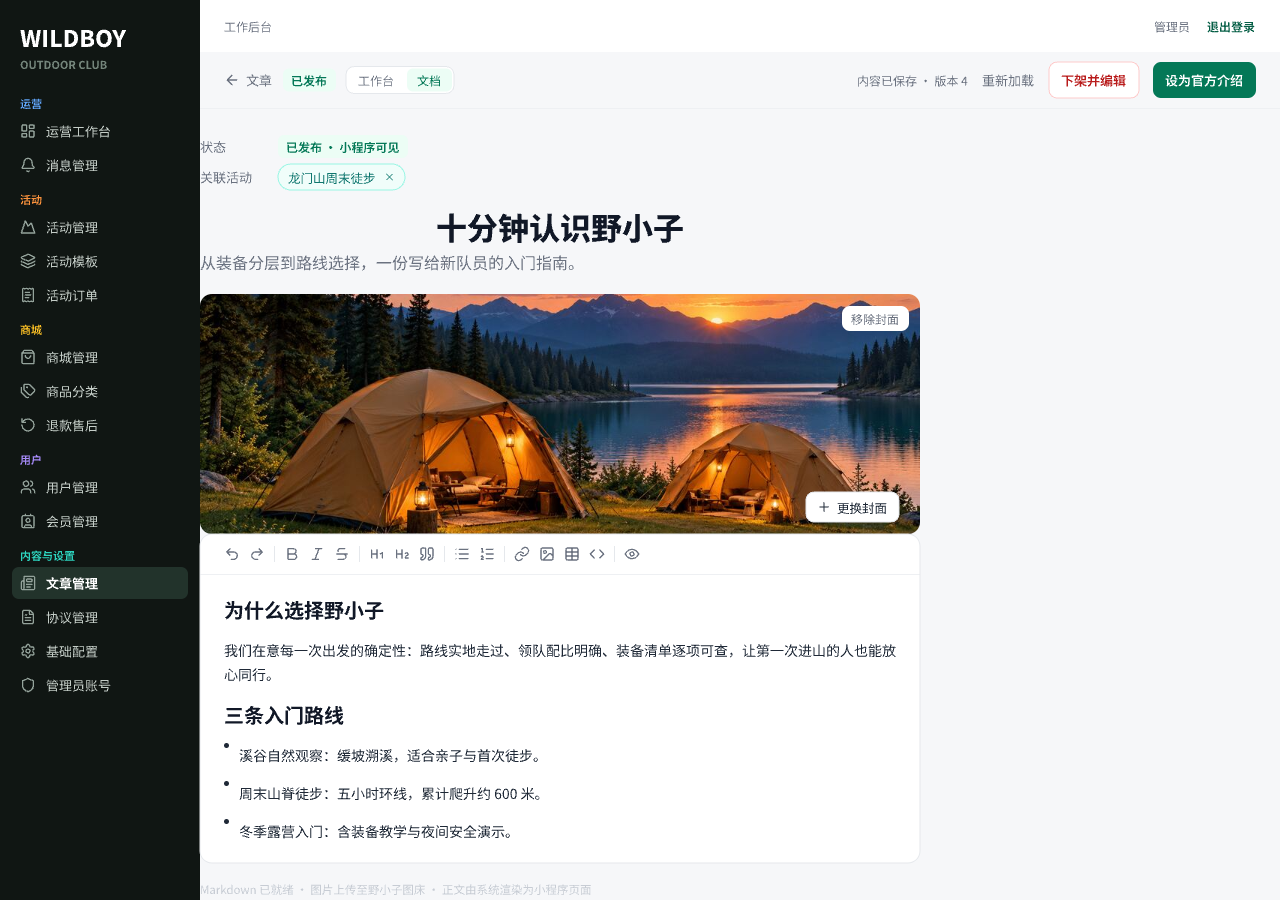 WILDBOY
OUTDOOR CLUB
运营
运营工作台
消息管理
活动
活动管理
活动模板
活动订单
商城
商城管理
商品分类
退款售后
用户
用户管理
会员管理
内容与设置
文章管理
协议管理
基础配置
管理员账号
工作后台
管理员 退出登录
文章 已发布 工作台 文档 内容已保存 · 版本 4 重新加载 下架并编辑 设为官方介绍
状态 已发布 · 小程序可见
关联活动 龙门山周末徒步 ×
十分钟认识野小子
从装备分层到路线选择，一份写给新队员的入门指南。
移除封面
更换封面
B I S H1 H2
为什么选择野小子
我们在意每一次出发的确定性：路线实地走过、领队配比明确、装备清单逐项可查，让第一次进山的人也能放
心同行。
三条入门路线
溪谷自然观察：缓坡溯溪，适合亲子与首次徒步。
周末山脊徒步：五小时环线，累计爬升约 600 米。
冬季露营入门：含装备教学与夜间安全演示。
Markdown 已就绪 · 图片上传至野小子图床 · 正文由系统渲染为小程序页面